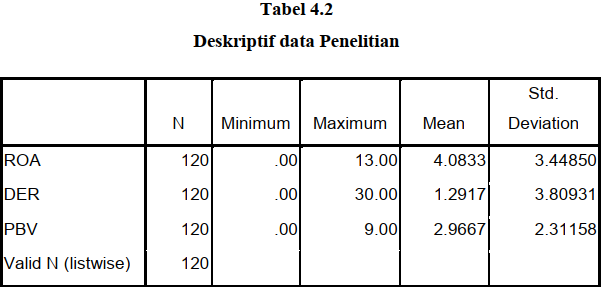 Tabel 4.2
Deskriptif data Penelitian
N Minimum Maximum Mean Std. Deviation
ROA 120 .00 13.00 4.0833 3.44850
DER 120 .00 30.00 1.2917 3.80931
PBV 120 .00 9.00 2.9667 2.31158
Valid N (listwise) 120